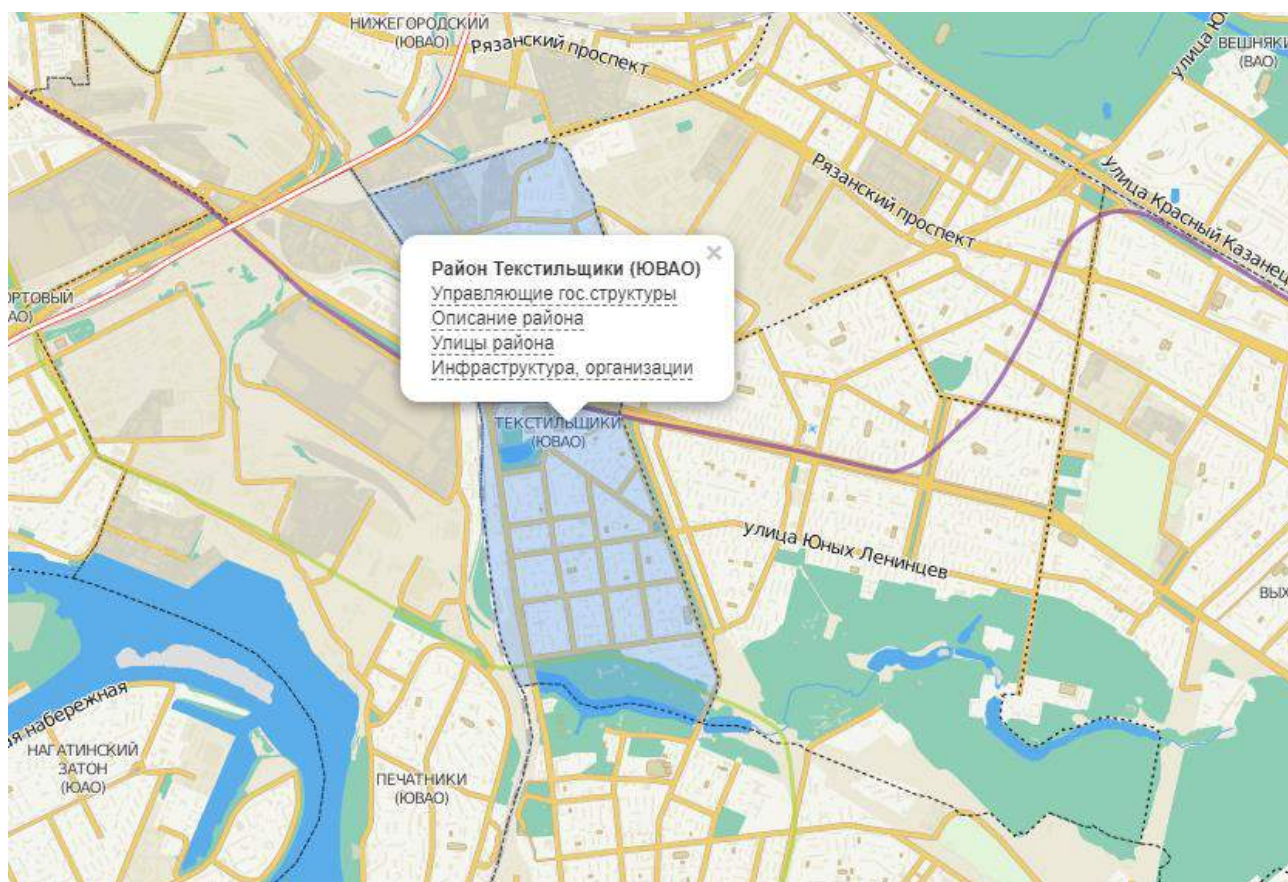 НИЖЕГОРОДСКИЙ
(ЮВАО)
Рязанский проспект
улица Ю
ВЕШНЯКИ
(ВАО)
Рязанский проспект
улица Красный Казанец
Район Текстильщики (ЮВАО)
×
Управляющие гос.структуры
Описание района
Улицы района
Инфраструктура, организации
ОРТОВЫЙ
АО)
ТЕКСТИЛЬЩИКИ
(ЮВАО)
улица Юных Ленинцев
ВЫХ
ая набережная
НАГАТИНСКИЙ
ЗАТОН
(ЮАО)
ПЕЧАТНИКИ
(ЮВАО)